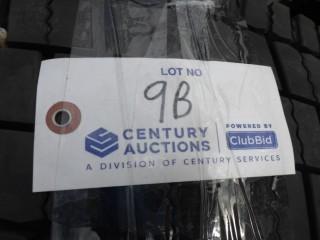 LOT NO
9B
CENTURY
AUCTIONS
POWERED BY
ClubBid
A DIVISION OF CENTURY SERVICES